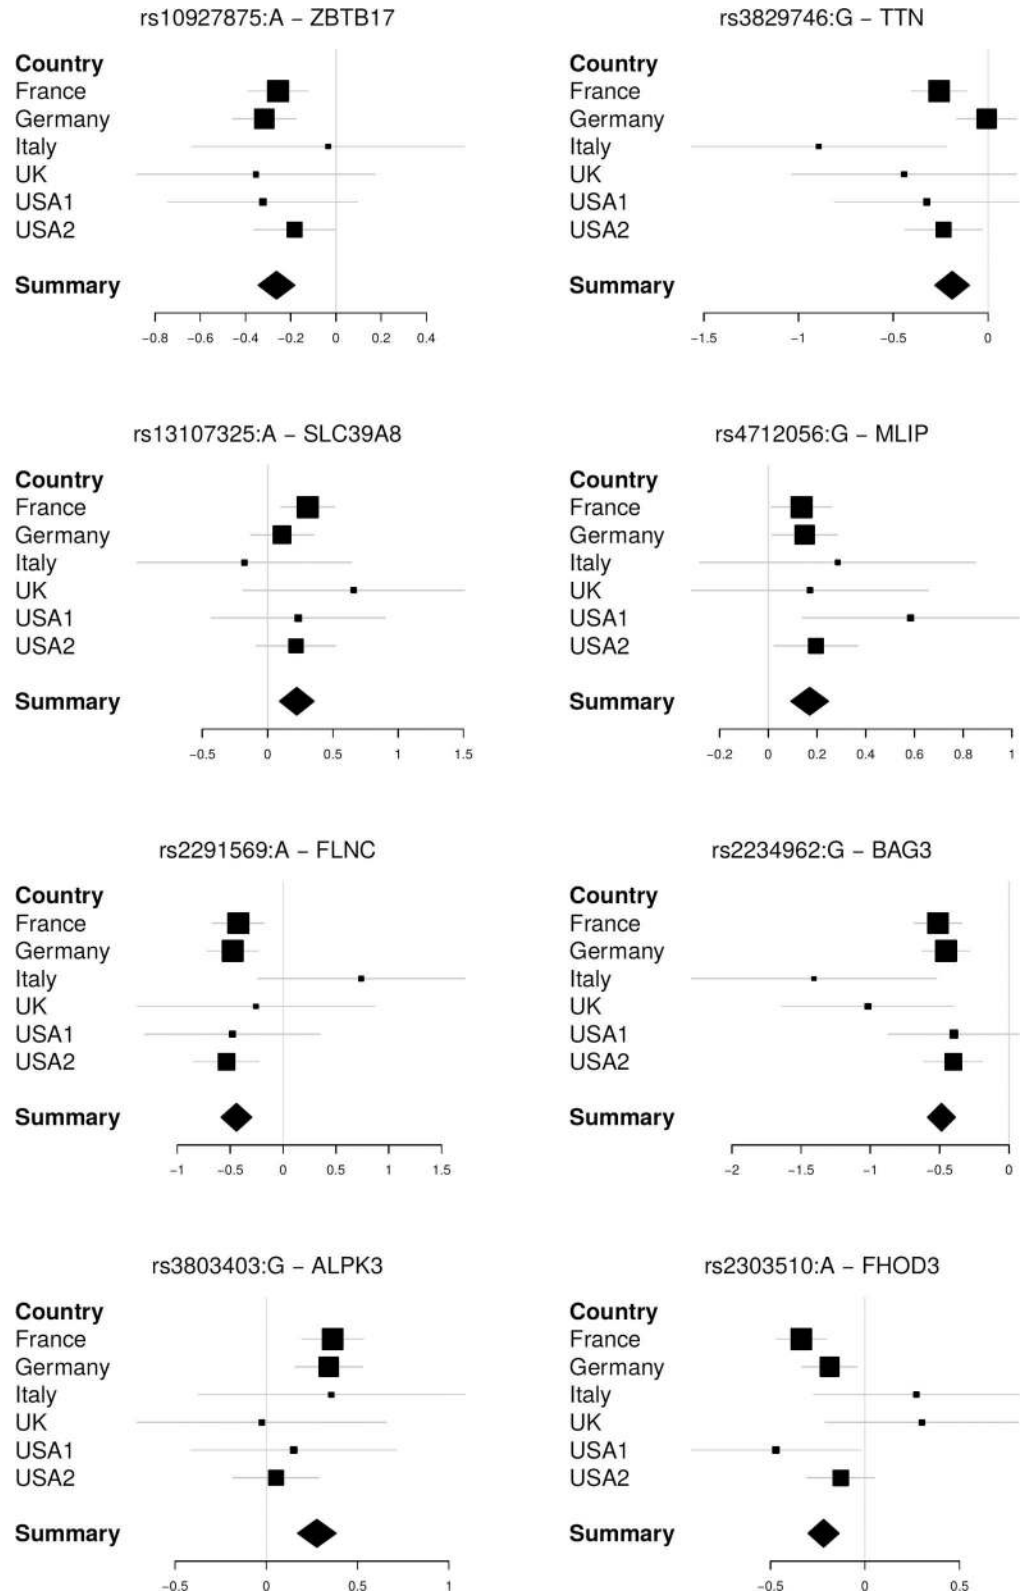 rs10927875:A – ZBTB17
Country
France
Germany
Italy
UK
USA1
USA2
Summary
−0.8 −0.6 −0.4 −0.2 0 0.2 0.4
rs3829746:G – TTN
Country
France
Germany
Italy
UK
USA1
USA2
Summary
−1.5 −1 −0.5 0
rs13107325:A – SLC39A8
Country
France
Germany
Italy
UK
USA1
USA2
Summary
−0.5 0 0.5 1 1.5
rs4712056:G – MLIP
Country
France
Germany
Italy
UK
USA1
USA2
Summary
−0.2 0 0.2 0.4 0.6 0.8 1
rs2291569:A – FLNC
Country
France
Germany
Italy
UK
USA1
USA2
Summary
−1 −0.5 0 0.5 1 1.5
rs2234962:G – BAG3
Country
France
Germany
Italy
UK
USA1
USA2
Summary
−2 −1.5 −1 −0.5 0
rs3803403:G – ALPK3
Country
France
Germany
Italy
UK
USA1
USA2
Summary
−0.5 0 0.5 1
rs2303510:A – FHOD3
Country
France
Germany
Italy
UK
USA1
USA2
Summary
−0.5 0 0.5